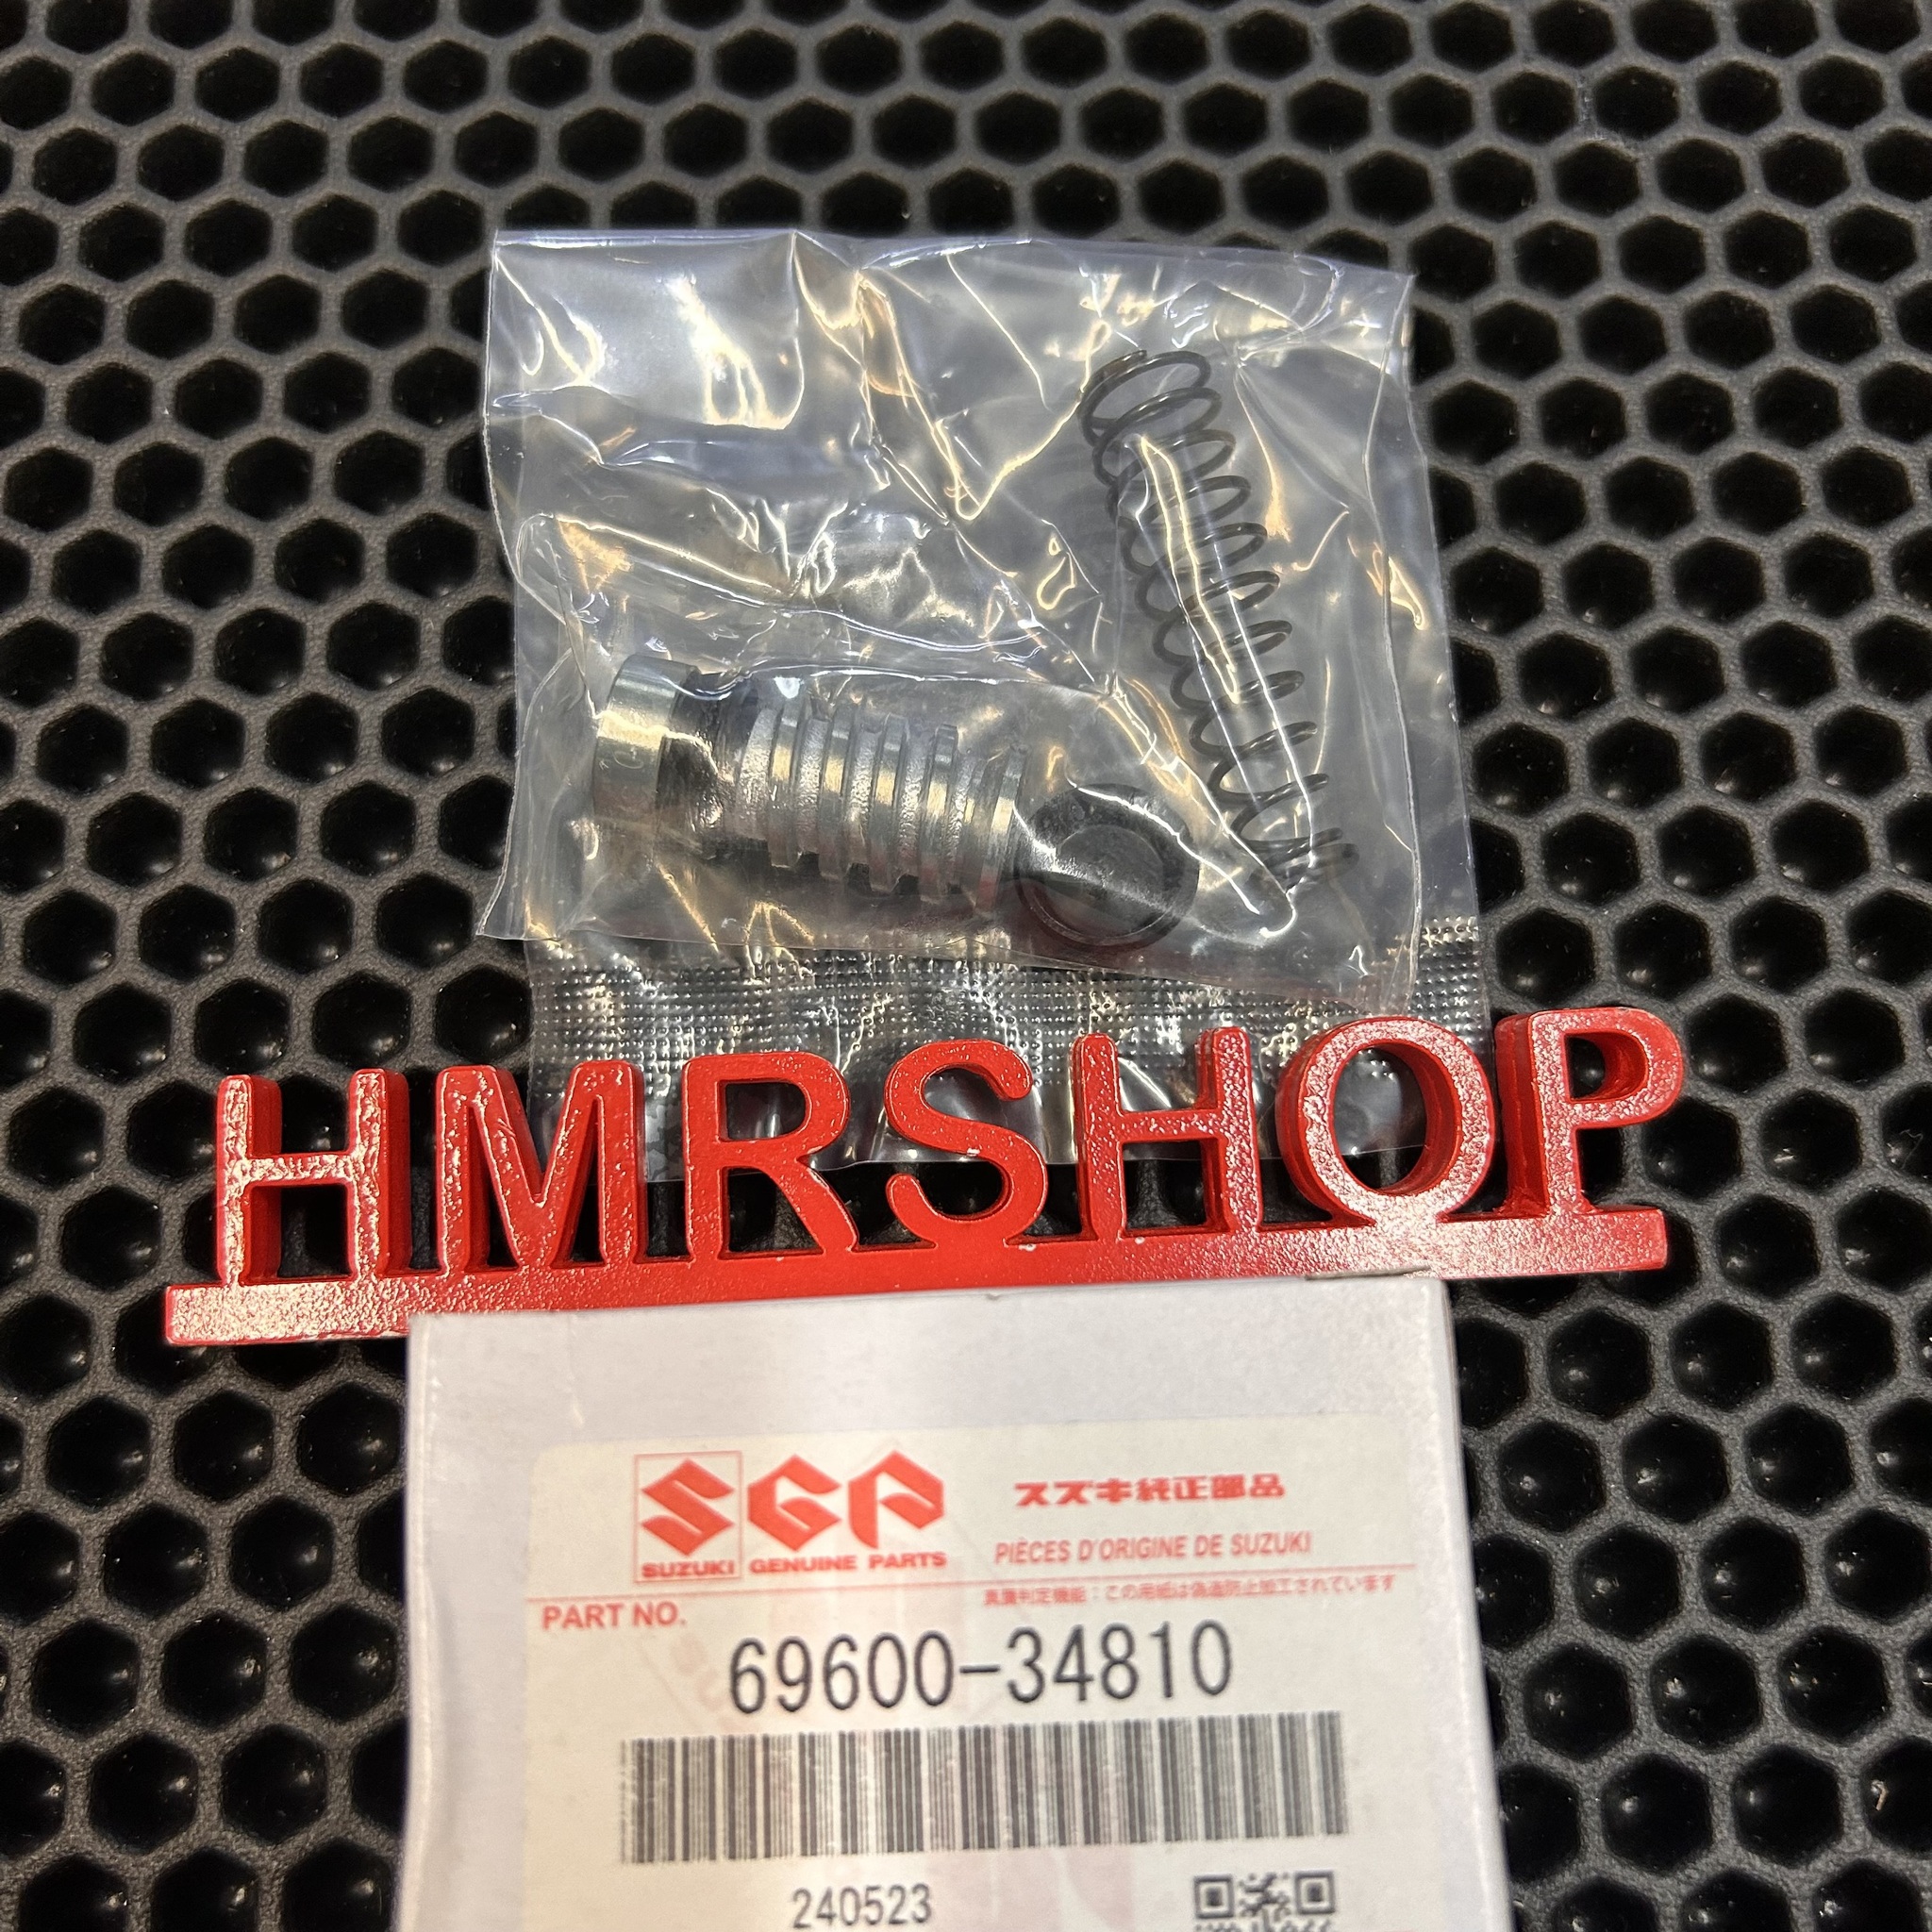 HMRSHOP
SGP
スズキ純正部品
SUZUKI GENUINE PARTS
PIÈCES D'ORIGINE DE SUZUKI
真贋判定機能:この用紙は偽造防止加工されています
PART NO.
69600-34810
240523